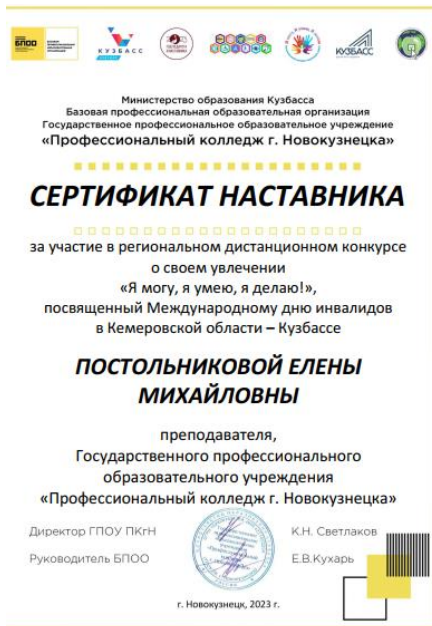 БПОО
КУЗБАСС
КУЗБАСС
Министерство образования Кузбасса
Базовая профессиональная образовательная организация
Государственное профессиональное образовательное учреждение
«Профессиональный колледж г. Новокузнецка»
СЕРТИФИКАТ НАСТАВНИКА
за участие в региональном дистанционном конкурсе
о своем увлечении
«Я могу, я умею, я делаю!»,
посвященный Международному дню инвалидов
в Кемеровской области – Кузбассе
ПОСТОЛЬНИКОВОЙ ЕЛЕНЫ
МИХАЙЛОВНЫ
преподавателя,
Государственного профессионального
образовательного учреждения
«Профессиональный колледж г. Новокузнецка»
Директор ГПОУ ПКгН К.Н. Светлаков
Руководитель БПОО Е.В.Кухарь
г. Новокузнецк, 2023 г.